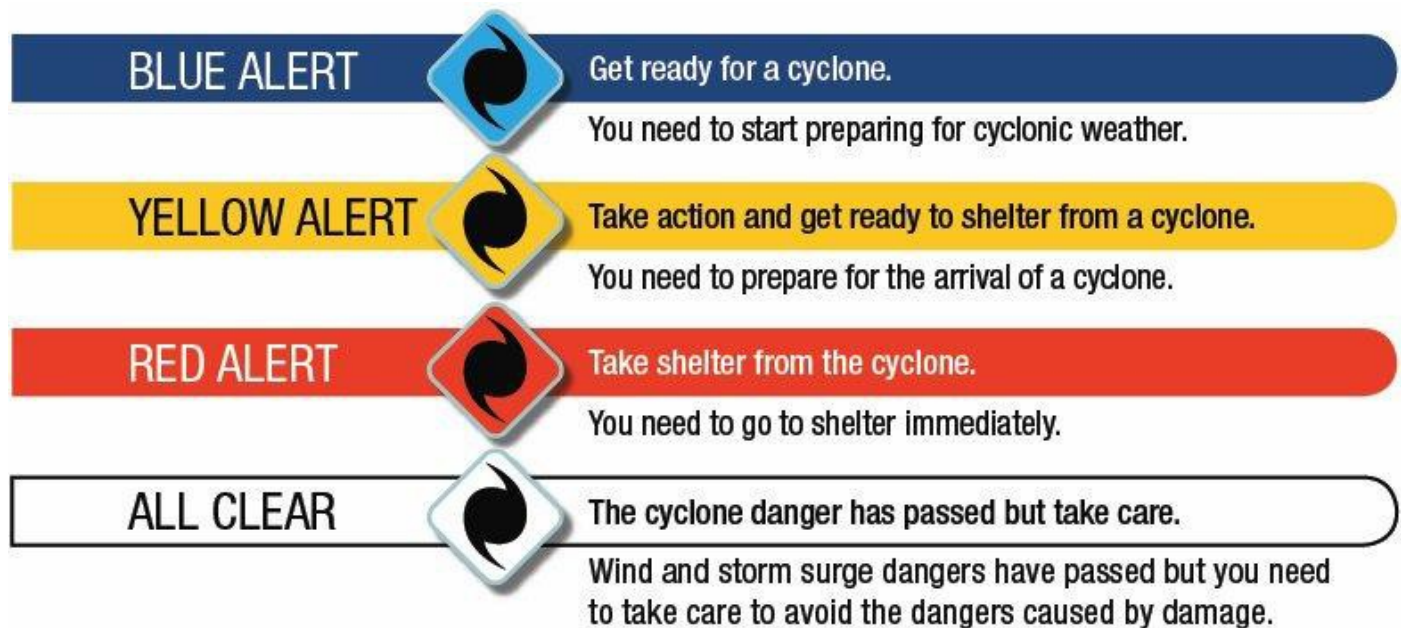 BLUE ALERT
Get ready for a cyclone.
You need to start preparing for cyclonic weather.
YELLOW ALERT
Take action and get ready to shelter from a cyclone.
You need to prepare for the arrival of a cyclone.
RED ALERT
Take shelter from the cyclone.
You need to go to shelter immediately.
ALL CLEAR
The cyclone danger has passed but take care.
Wind and storm surge dangers have passed but you need
to take care to avoid the dangers caused by damage.